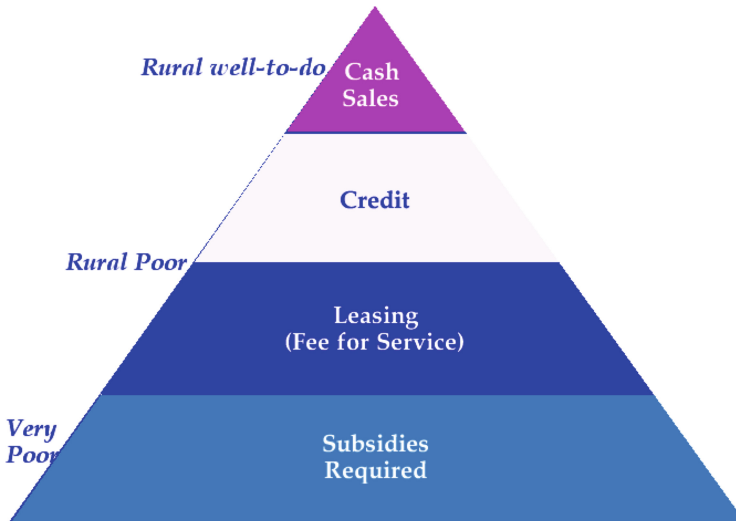 Rural well-to-do
Cash
Sales
Credit
Rural Poor
Leasing
(Fee for Service)
Very
Poor
Subsidies
Required